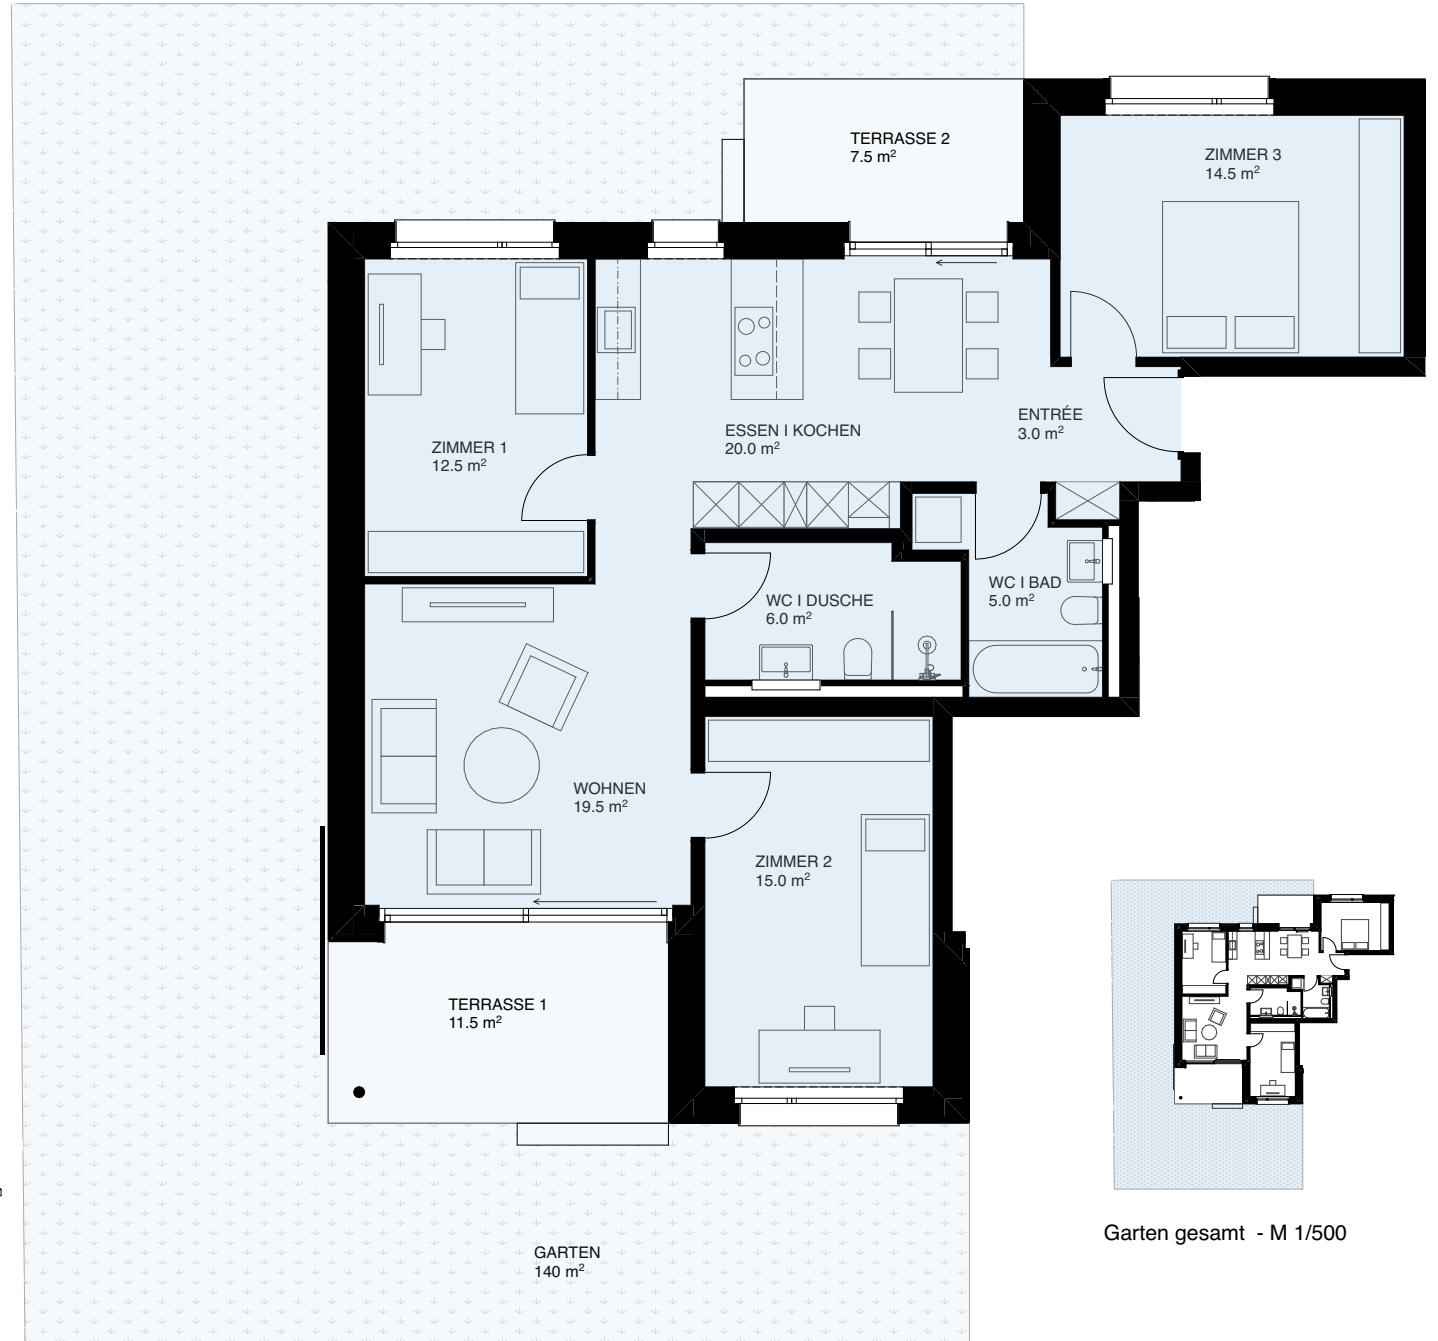 TERRASSE 2
7.5 m²
ZIMMER 3
14.5 m²
ZIMMER 1
12.5 m²
ESSEN I KOCHEN
20.0 m²
ENTRÉE
3.0 m²
WC I DUSCHE
6.0 m²
WC I BAD
5.0 m²
WOHNEN
19.5 m²
ZIMMER 2
15.0 m²
TERRASSE 1
11.5 m²
GARTEN
140 m²
Garten gesamt - M 1/500